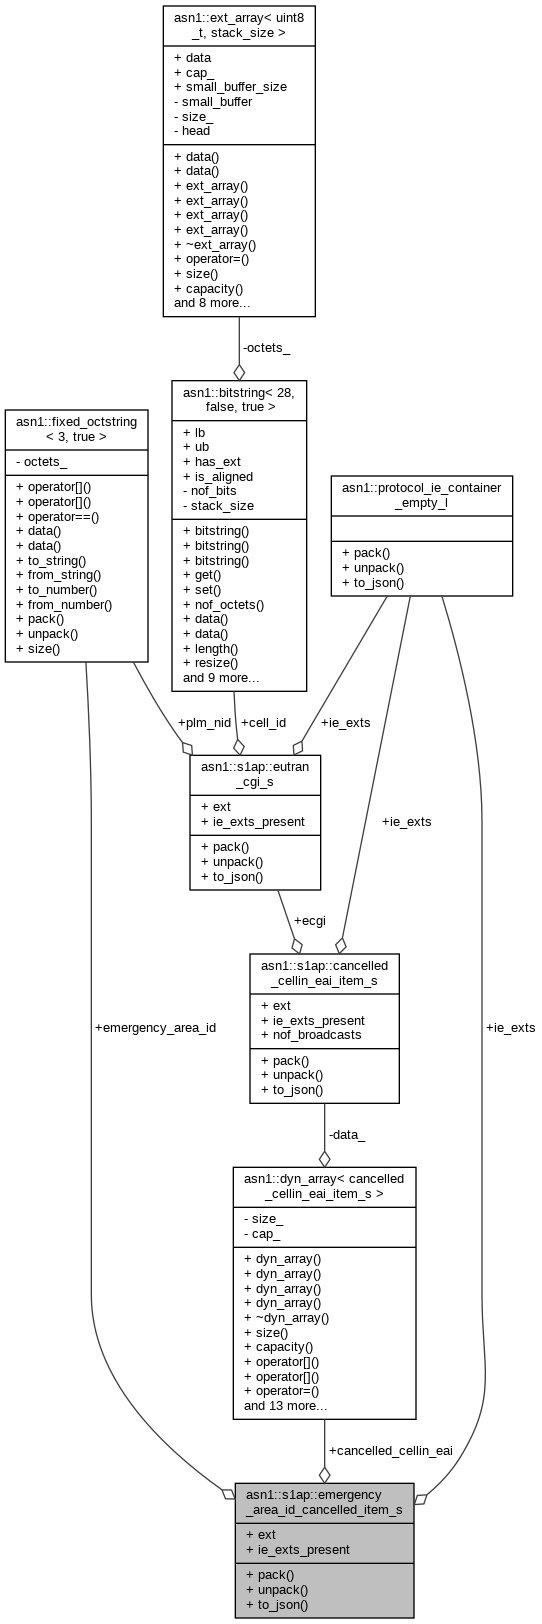 asn1::ext_array< uint8
_t, stack_size >
+ data
+ cap_
+ small_buffer_size
- small_buffer
- size_
- head
+ data()
+ data()
+ ext_array()
+ ext_array()
+ ext_array()
+ ext_array()
+ ~ext_array()
+ operator=()
+ size()
+ capacity()
and 8 more...
-octets_
asn1::bitstring< 28,
false, true >
+ lb
+ ub
+ has_ext
+ is_aligned
- nof_bits
- stack_size
+ bitstring()
+ bitstring()
+ bitstring()
+ get()
+ set()
+ nof_octets()
+ data()
+ data()
+ length()
+ resize()
and 9 more...
asn1::fixed_octstring
< 3, true >
- octets_
+ operator[]()
+ operator[]()
+ operator==()
+ data()
+ data()
+ to_string()
+ from_string()
+ to_number()
+ from_number()
+ pack()
+ unpack()
+ size()
asn1::protocol_ie_container
_empty_l
+ pack()
+ unpack()
+ to_json()
+plm_nid
+cell_id
+ie_exts
asn1::s1ap::eutran
_cgi_s
+ ext
+ ie_exts_present
+ pack()
+ unpack()
+ to_json()
+ie_exts
+ecgi
asn1::s1ap::cancelled
_cellin_eai_item_s
+ ext
+ ie_exts_present
+ nof_broadcasts
+ pack()
+ unpack()
+ to_json()
+emergency_area_id
+ie_exts
-data_
asn1::dyn_array< cancelled
_cellin_eai_item_s >
- size_
- cap_
+ dyn_array()
+ dyn_array()
+ dyn_array()
+ dyn_array()
+ ~dyn_array()
+ size()
+ capacity()
+ operator[]()
+ operator[]()
+ operator=()
and 13 more...
+cancelled_cellin_eai
asn1::s1ap::emergency
_area_id_cancelled_item_s
+ ext
+ ie_exts_present
+ pack()
+ unpack()
+ to_json()